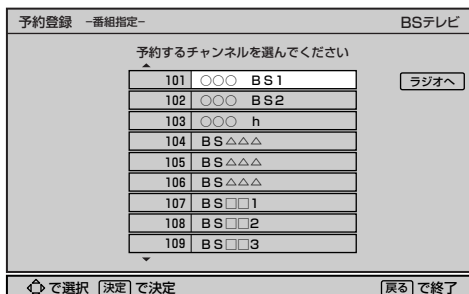 予約登録 −番組指定− BSテレビ
予約するチャンネルを選んでください
101 ○○○ BS1 ラジオへ
102 ○○○ BS2
103 ○○○ h
104 BS△△△
105 BS△△△
106 BS△△△
107 BS□□1
108 BS□□2
109 BS□□3
で選択 決定 で決定 戻る で終了